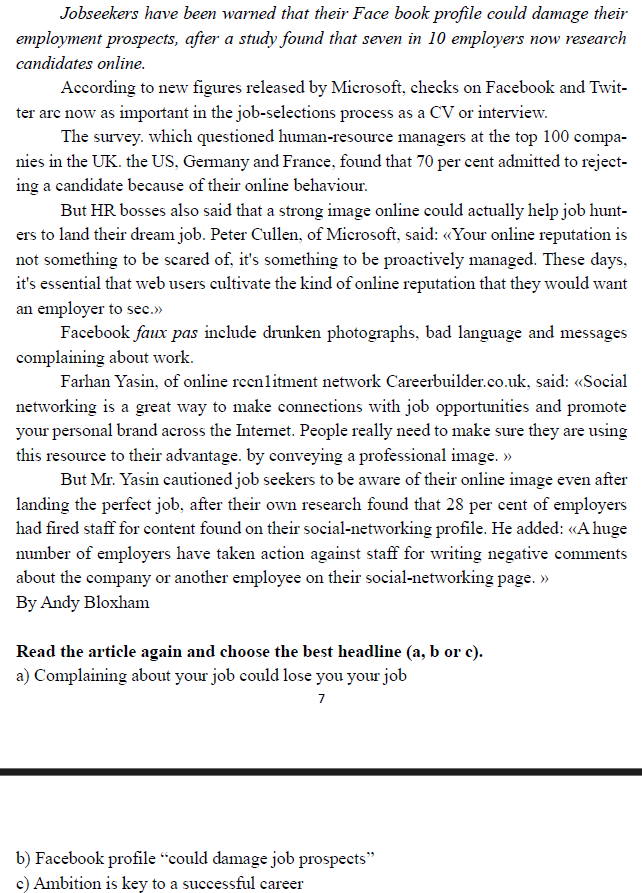 Jobseekers have been warned that their Face book profile could damage their
employment prospects, after a study found that seven in 10 employers now research
candidates online.
According to new figures released by Microsoft, checks on Facebook and Twit-
ter arc now as important in the job-selections process as a CV or interview.
The survey. which questioned human-resource managers at the top 100 compa-
nies in the UK. the US, Germany and France, found that 70 per cent admitted to reject-
ing a candidate because of their online behaviour.
But HR bosses also said that a strong image online could actually help job hunt-
ers to land their dream job. Peter Cullen, of Microsoft, said: «Your online reputation is
not something to be scared of, it's something to be proactively managed. These days,
it's essential that web users cultivate the kind of online reputation that they would want
an employer to sec.»
Facebook faux pas include drunken photographs, bad language and messages
complaining about work.
Farhan Yasin, of online rccn1itment network Careerbuilder.co.uk, said: «Social
networking is a great way to make connections with job opportunities and promote
your personal brand across the Internet. People really need to make sure they are using
this resource to their advantage. by conveying a professional image. »
But Mr. Yasin cautioned job seekers to be aware of their online image even after
landing the perfect job, after their own research found that 28 per cent of employers
had fired staff for content found on their social-networking profile. He added: «A huge
number of employers have taken action against staff for writing negative comments
about the company or another employee on their social-networking page. »
By Andy Bloxham
Read the article again and choose the best headline (a, b or c).
a) Complaining about your job could lose you your job
7
b) Facebook profile “could damage job prospects”
c) Ambition is key to a successful career